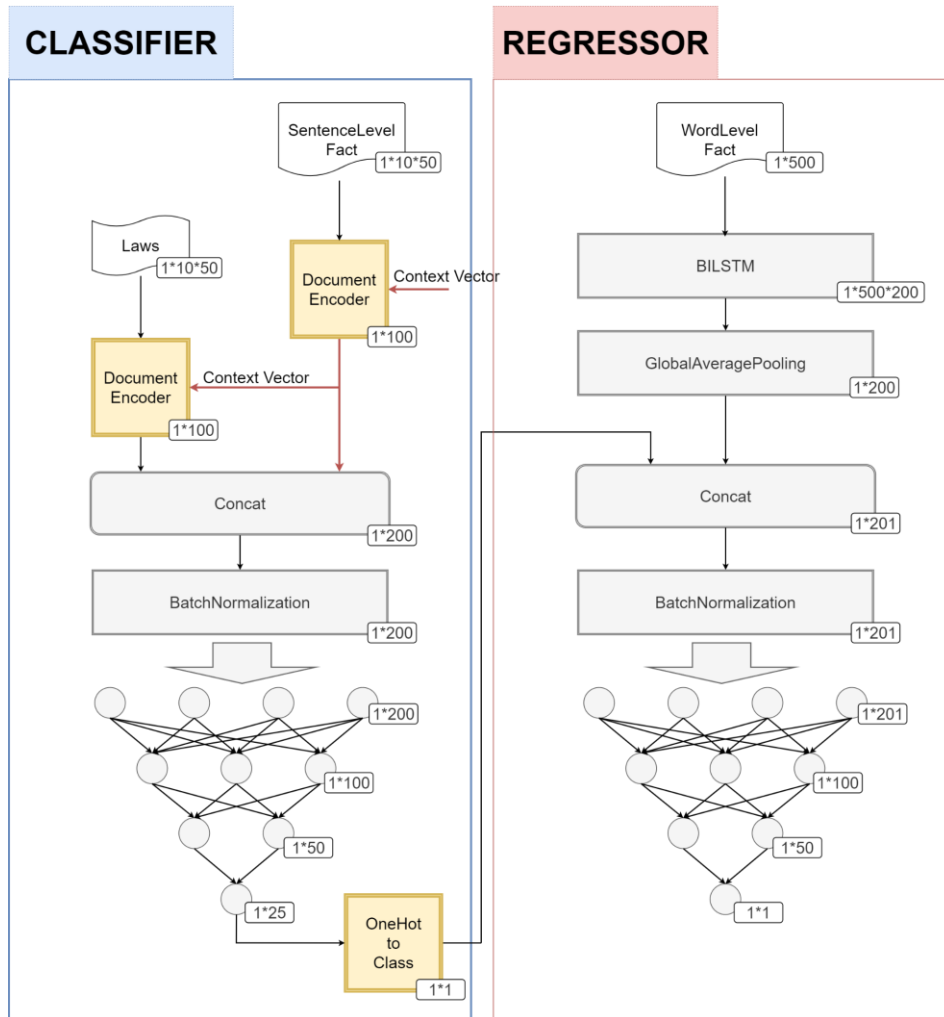 CLASSIFIER
SentenceLevel
Fact
1*10*50
Laws
1*10*50
Document
Encoder
1*100
Context Vector
Document
Encoder
1*100
Context Vector
Concat
1*200
BatchNormalization
1*200
1*200
1*100
1*50
1*25
OneHot
to
Class
1*1
REGRESSOR
WordLevel
Fact
1*500
BILSTM
1*500*200
GlobalAveragePooling
1*200
Concat
1*201
BatchNormalization
1*201
1*201
1*100
1*50
1*1